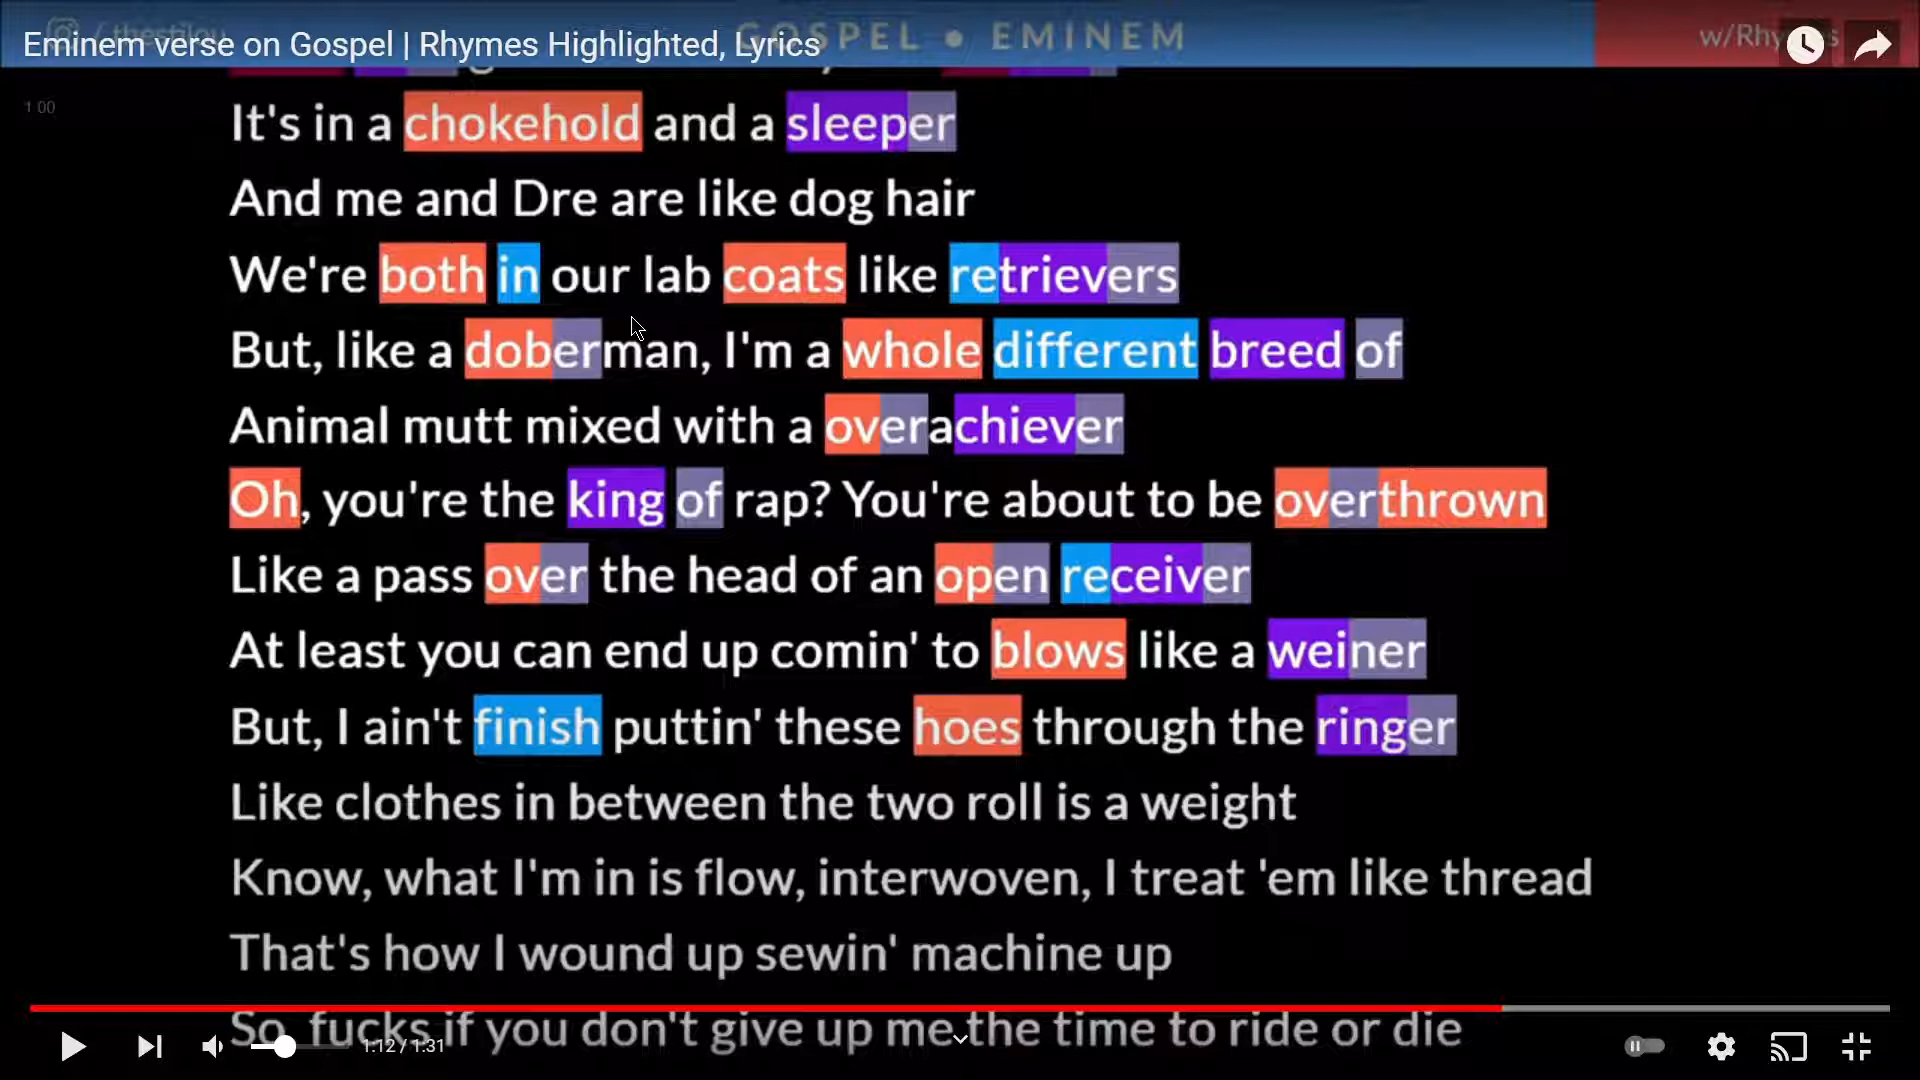 / thestilou
GOSPEL ● EMINEM
w/Rhy s
Eminem verse on Gospel | Rhymes Highlighted, Lyrics
1 00
It's in a chokehold and a sleeper
And me and Dre are like dog hair
We're both in our lab coats like retrievers
But, like a doberman, I'm a whole different breed of
Animal mutt mixed with a overachiever
Oh, you're the king of rap? You're about to be overthrown
Like a pass over the head of an open receiver
At least you can end up comin' to blows like a weiner
But, I ain't finish puttin' these hoes through the ringer
Like clothes in between the two roll is a weight
Know, what I'm in is flow, interwoven, I treat 'em like thread
That's how I wound up sewin' machine up
So, fucks if you don't give up me the time to ride or die
1:12 / 1:31